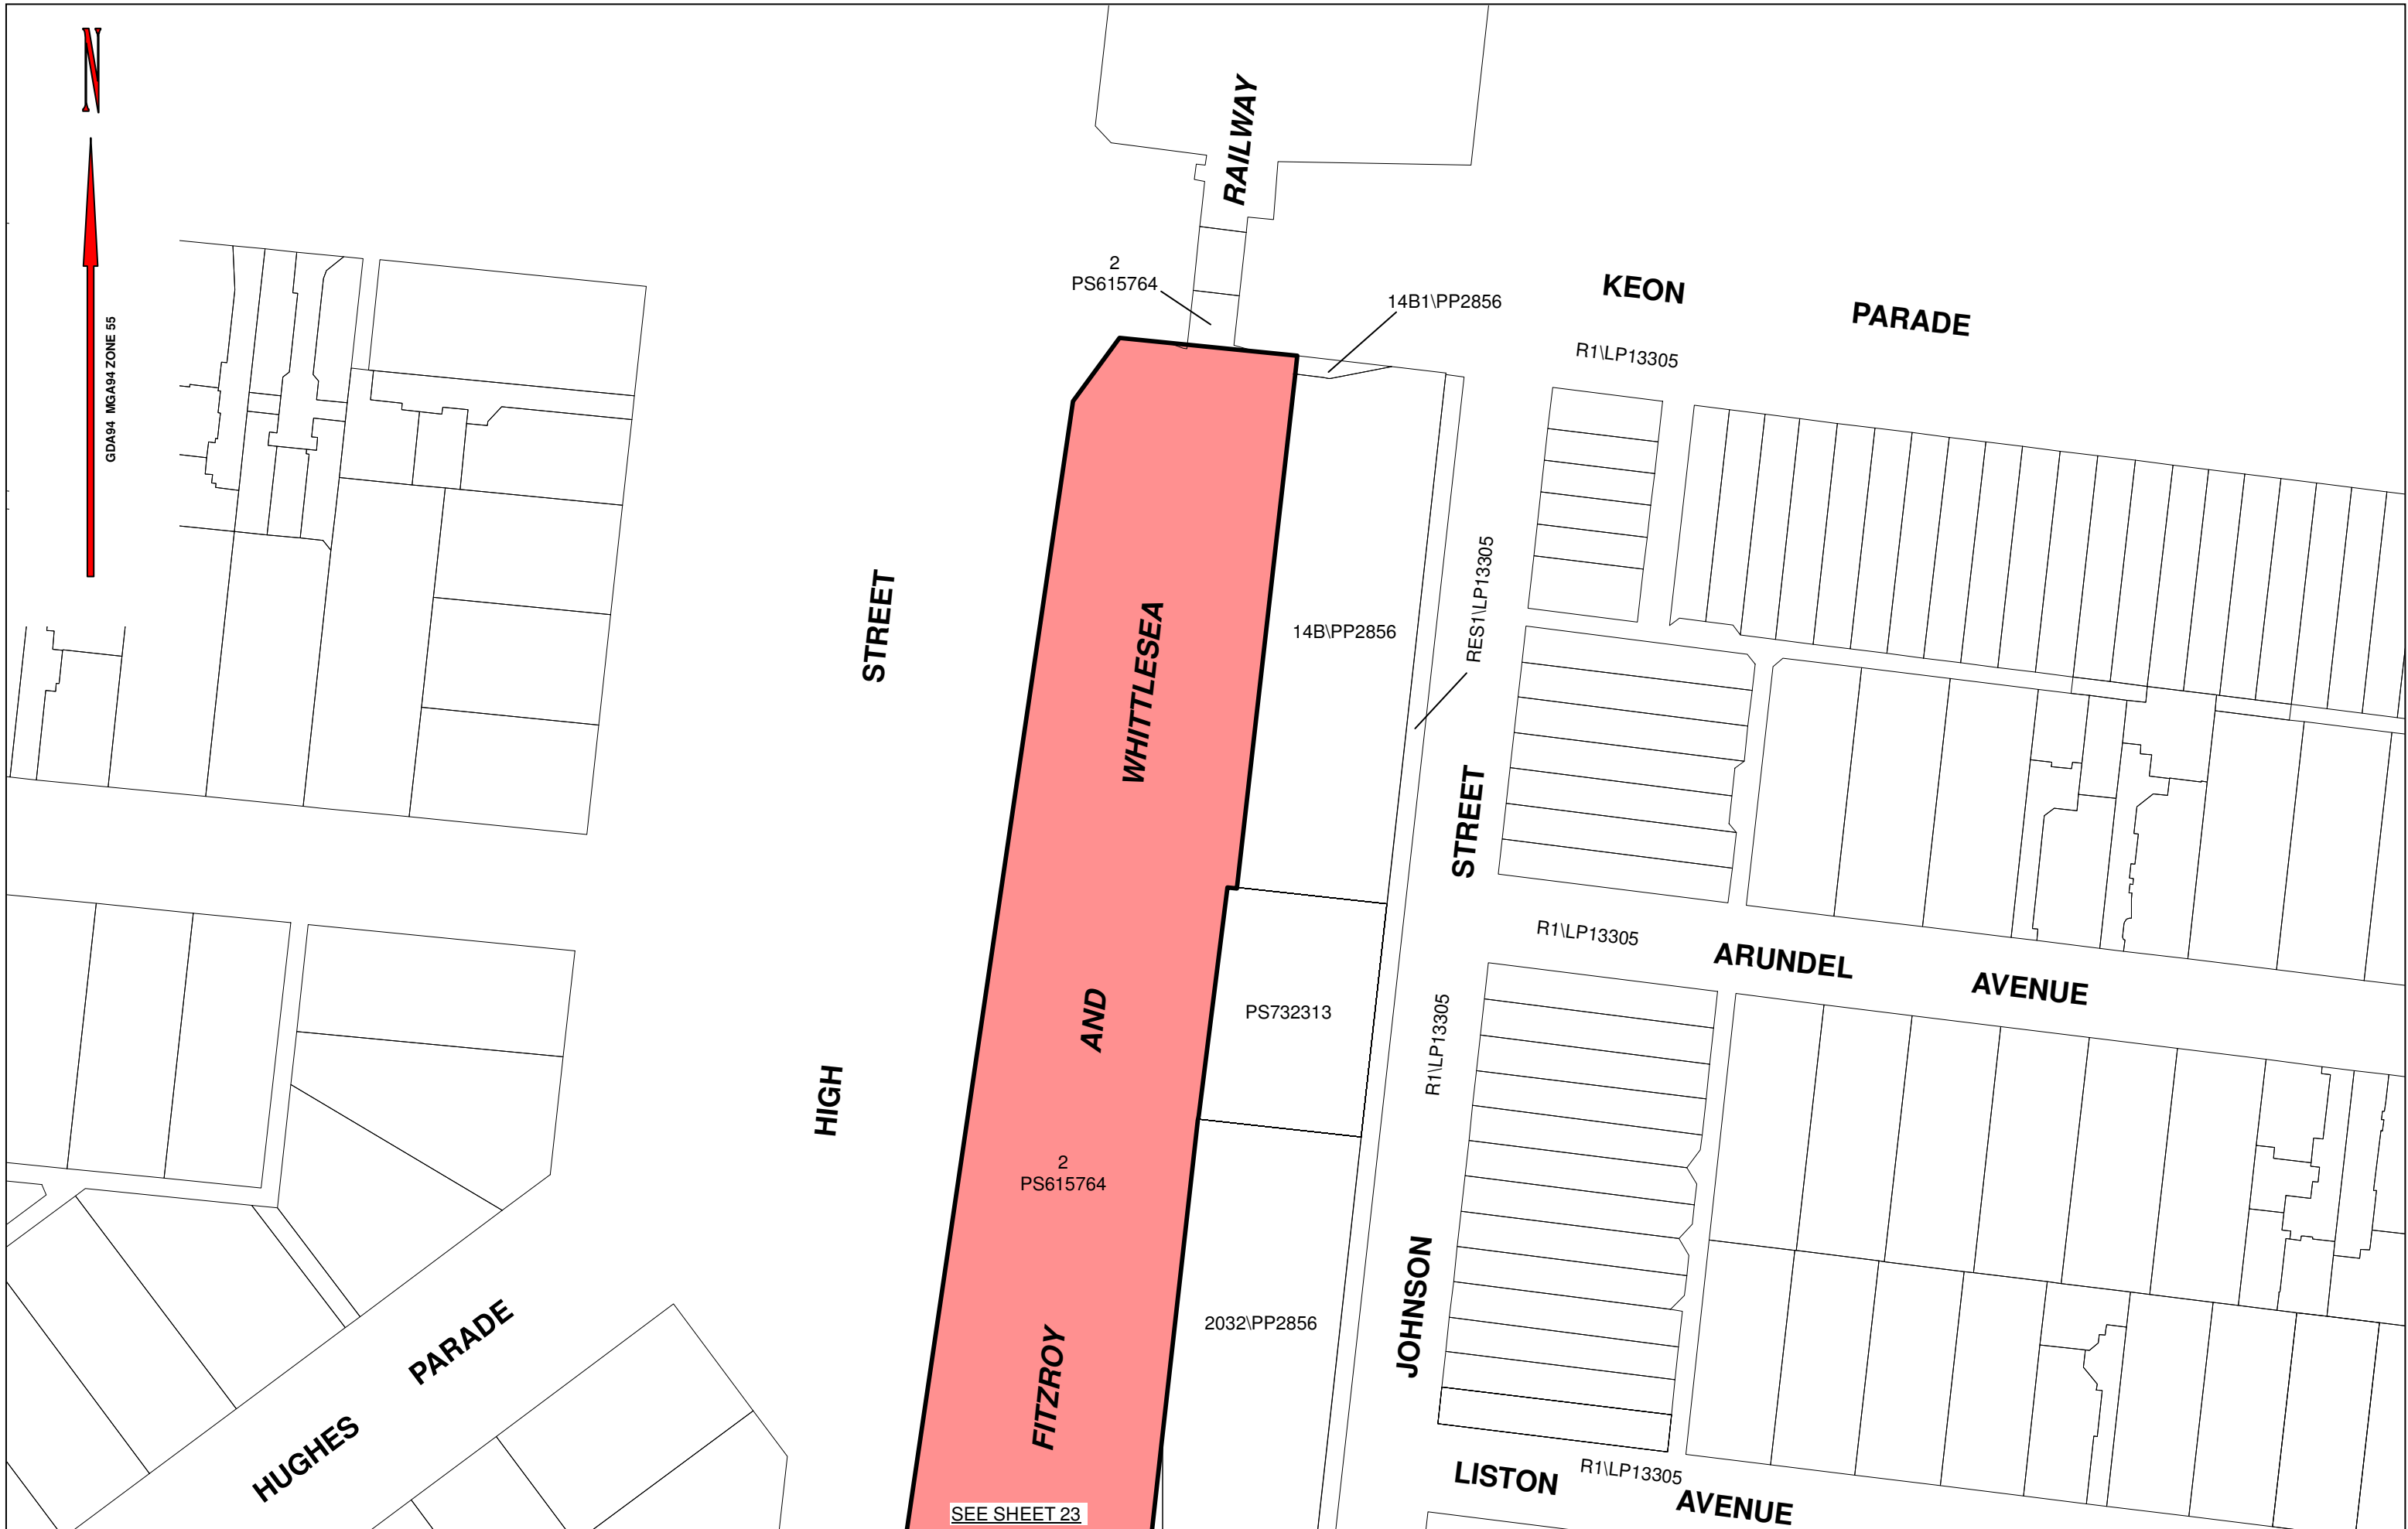 N
GDA94 MGA94 ZONE 55
RAILWAY
2
PS615764
14B1\PP2856
KEON
PARADE
R1\LP13305
STREET
WHITTLESEA
14B\PP2856
RES1\LP13305
STREET
R1\LP13305
ARUNDEL
AVENUE
HIGH
AND
PS732313
R1\LP13305
2
PS615764
JOHNSON
FITZROY
2032\PP2856
HUGHES
PARADE
LISTON
R1\LP13305
AVENUE
SEE SHEET 23